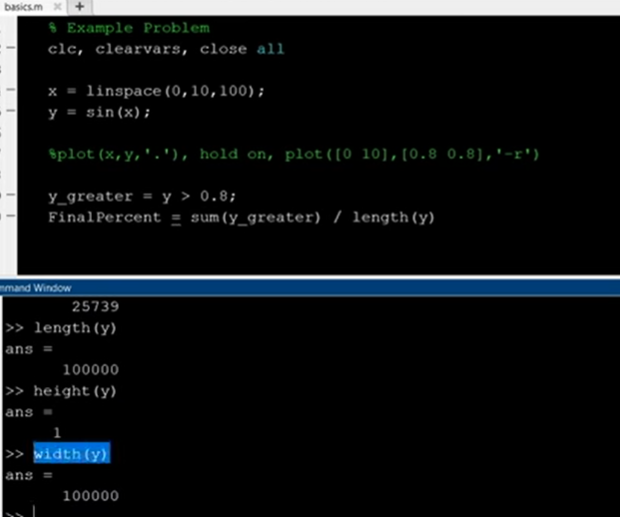 basics.m × +
% Example Problem
clc, clearvars, close all
x = linspace(0,10,100);
y = sin(x);
%plot(x,y,'.'), hold on, plot([0 10],[0.8 0.8],'-r')
y_greater = y > 0.8;
FinalPercent = sum(y_greater) / length(y)
mmand Window
25739
>> length(y)
ans =
100000
>> height(y)
ans =
1
>> width(y)
ans =
100000
>>